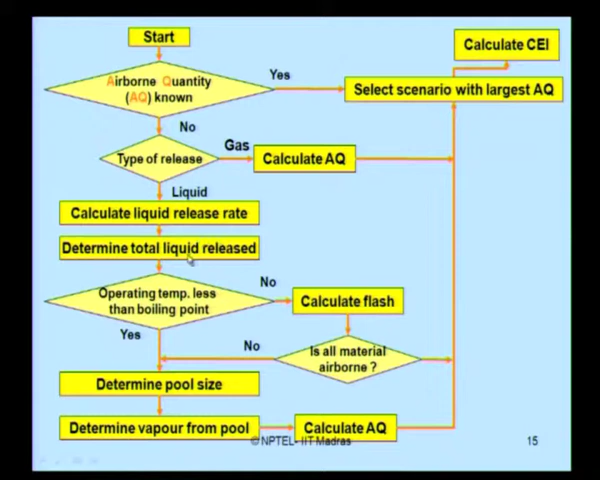 Start
Calculate CEI
Airborne Quantity
(AQ) known
Yes
Select scenario with largest AQ
No
Type of release
Gas
Calculate AQ
Liquid
Calculate liquid release rate
Determine total liquid released
Operating temp. less
than boiling point
No
Calculate flash
Yes
No
Is all material
airborne ?
Determine pool size
Determine vapour from pool
Calculate AQ
© NPTEL- IIT Madras
15